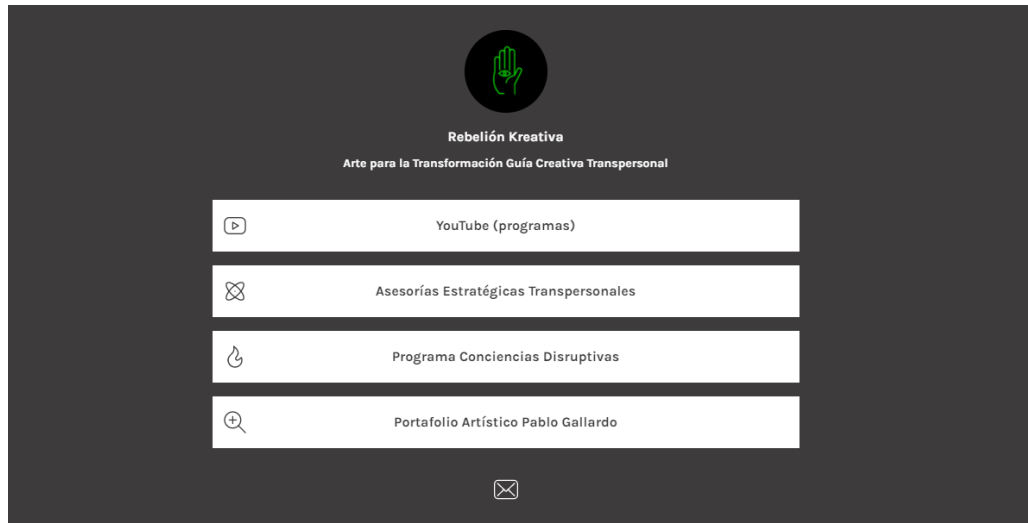 Rebelión Kreativa
Arte para la Transformación Guía Creativa Transpersonal
YouTube (programas)
Asesorías Estratégicas Transpersonales
Programa Conciencias Disruptivas
Portafolio Artístico Pablo Gallardo